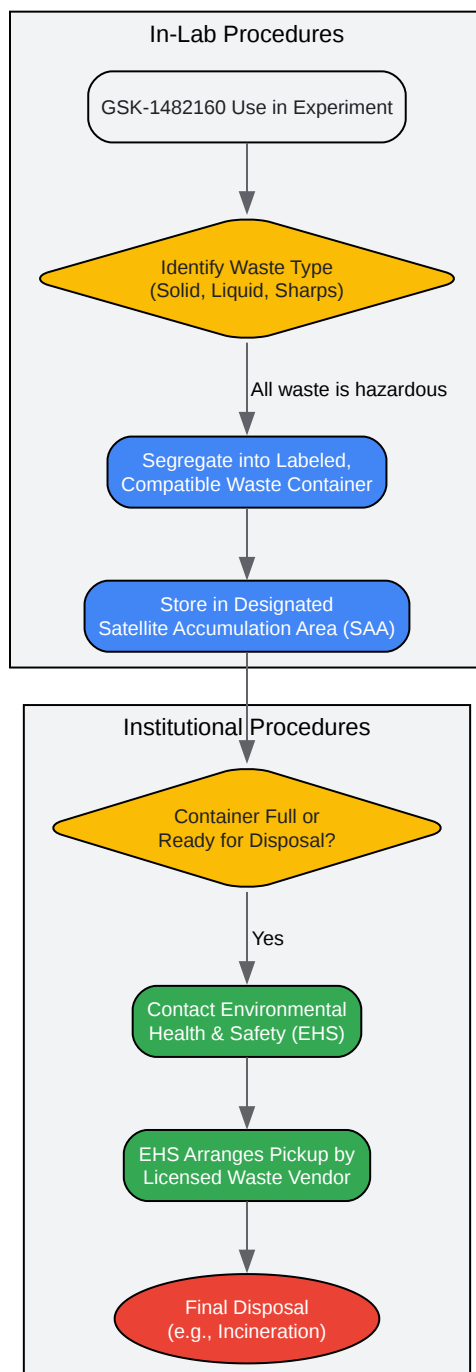 In-Lab Procedures
GSK-1482160 Use in Experiment
Identify Waste Type
(Solid, Liquid, Sharps)
All waste is hazardous
Segregate into Labeled,
Compatible Waste Container
Store in Designated
Satellite Accumulation Area (SAA)
Institutional Procedures
Container Full or
Ready for Disposal?
Yes
Contact Environmental
Health & Safety (EHS)
EHS Arranges Pickup by
Licensed Waste Vendor
Final Disposal
(e.g., Incineration)